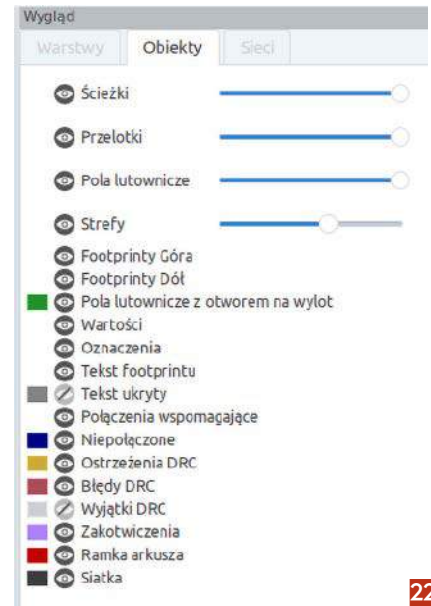 Wygląd
Warstwy Obiekty Sieci
Ścieżki
Przelotki
Pola lutownicze
Strefy
Footprinty Góra
Footprinty Dół
Pola lutownicze z otworem na wylot
Wartości
Oznaczenia
Tekst footprintu
Tekst ukryty
Połączenia wspomagające
Niepołączone
Ostrzeżenia DRC
Błędy DRC
Wyjątki DRC
Zakotwiczenia
Ramka arkusza
Siatka
22